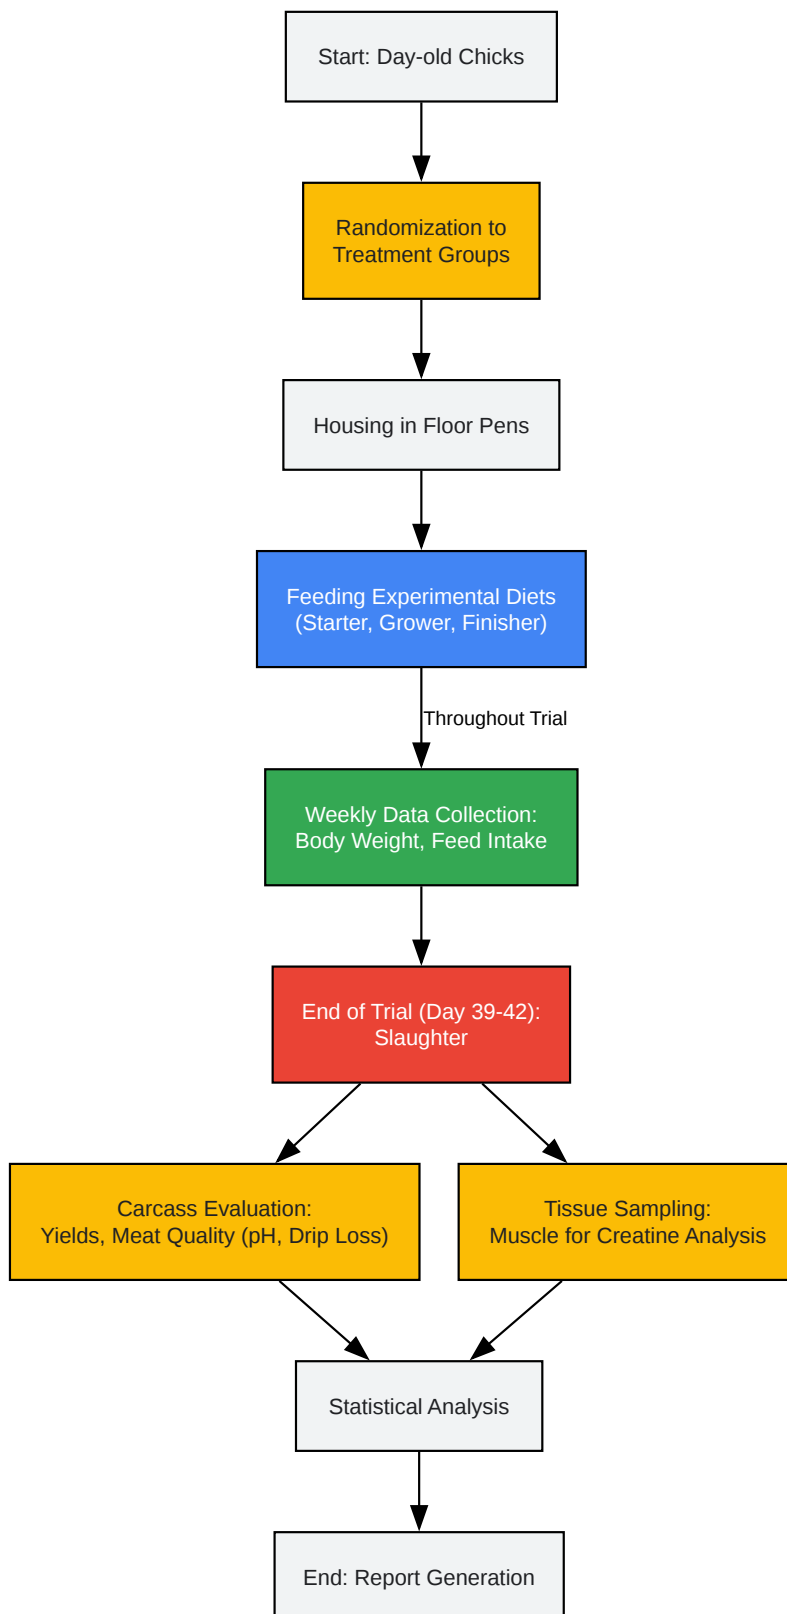 Start: Day-old Chicks
Randomization to
Treatment Groups
Housing in Floor Pens
Feeding Experimental Diets
(Starter, Grower, Finisher)
Throughout Trial
Weekly Data Collection:
Body Weight, Feed Intake
End of Trial (Day 39-42):
Slaughter
Carcass Evaluation:
Yields, Meat Quality (pH, Drip Loss)
Tissue Sampling:
Muscle for Creatine Analysis
Statistical Analysis
End: Report Generation